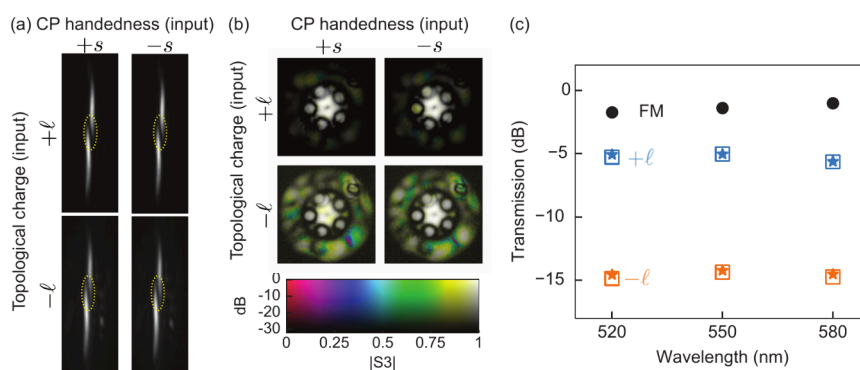 (a) CP handedness (input)
+s
−s
Topological charge (input)
+ℓ
−ℓ
(b) CP handedness (input)
+s
−s
Topological charge (input)
+ℓ
−ℓ
dB
0
-10
-20
-30
0
0.25
0.5
0.75
1
|S3|
(c)
Transmission (dB)
0
−5
−10
−15
FM
+ℓ
−ℓ
520
550
580
Wavelength (nm)